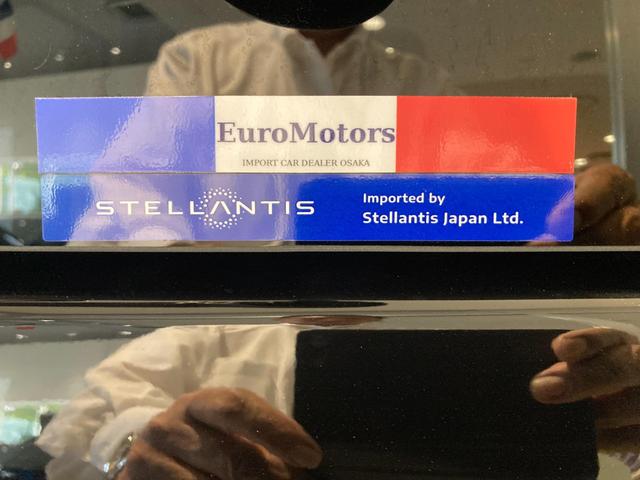 EuroMotors
IMPORT CAR DEALER OSAKA
STELLANTIS
Imported by
Stellantis Japan Ltd.